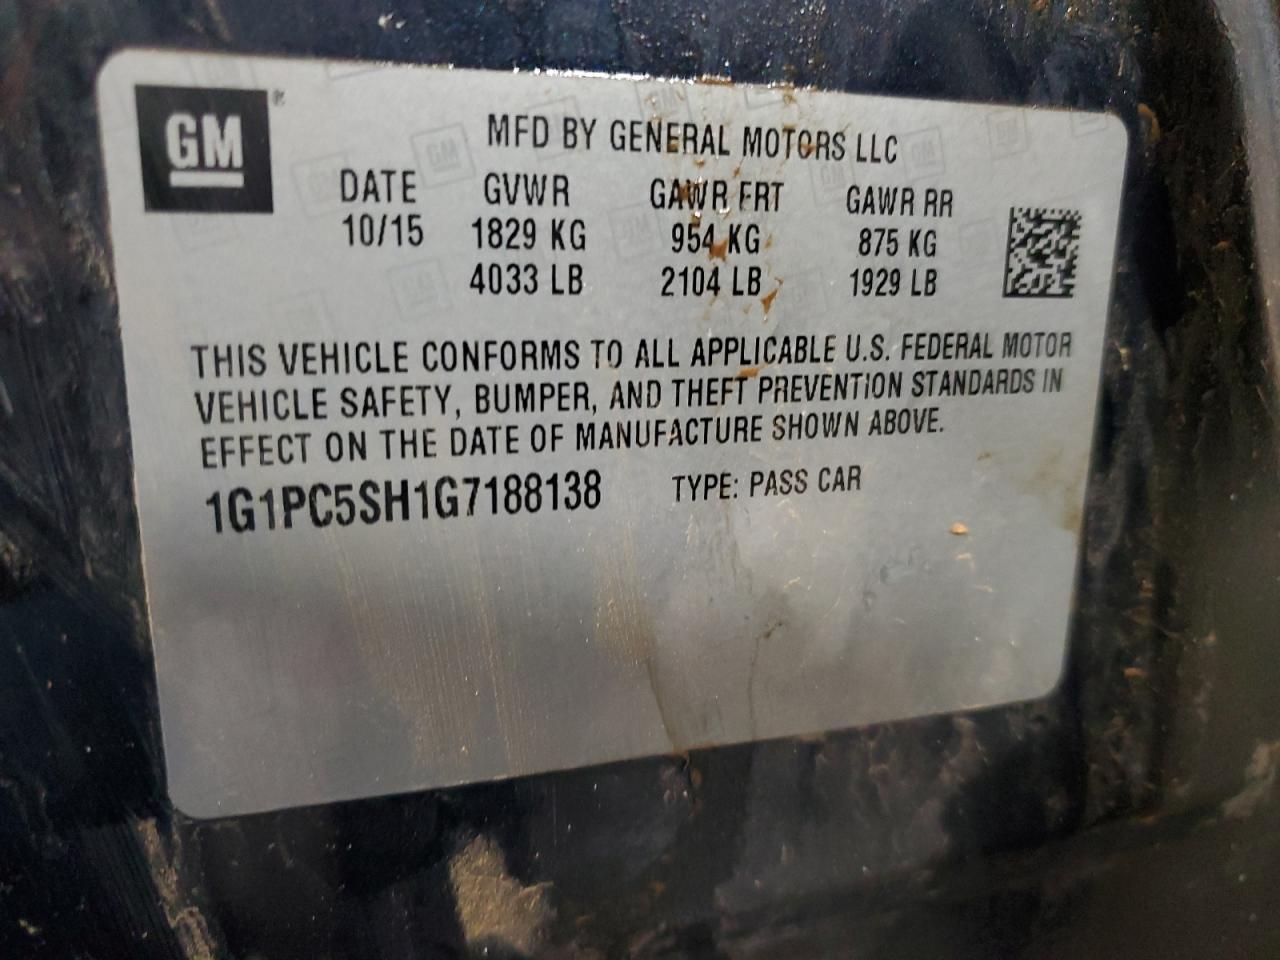 GM
MFD BY GENERAL MOTORS LLC
DATE GVWR GAWR FRT GAWR RR
10/15 1829 KG 954 KG 875 KG
4033 LB 2104 LB 1929 LB
THIS VEHICLE CONFORMS TO ALL APPLICABLE U.S. FEDERAL MOTOR
VEHICLE SAFETY, BUMPER, AND THEFT PREVENTION STANDARDS IN
EFFECT ON THE DATE OF MANUFACTURE SHOWN ABOVE.
1G1PC5SH1G7188138 TYPE: PASS CAR